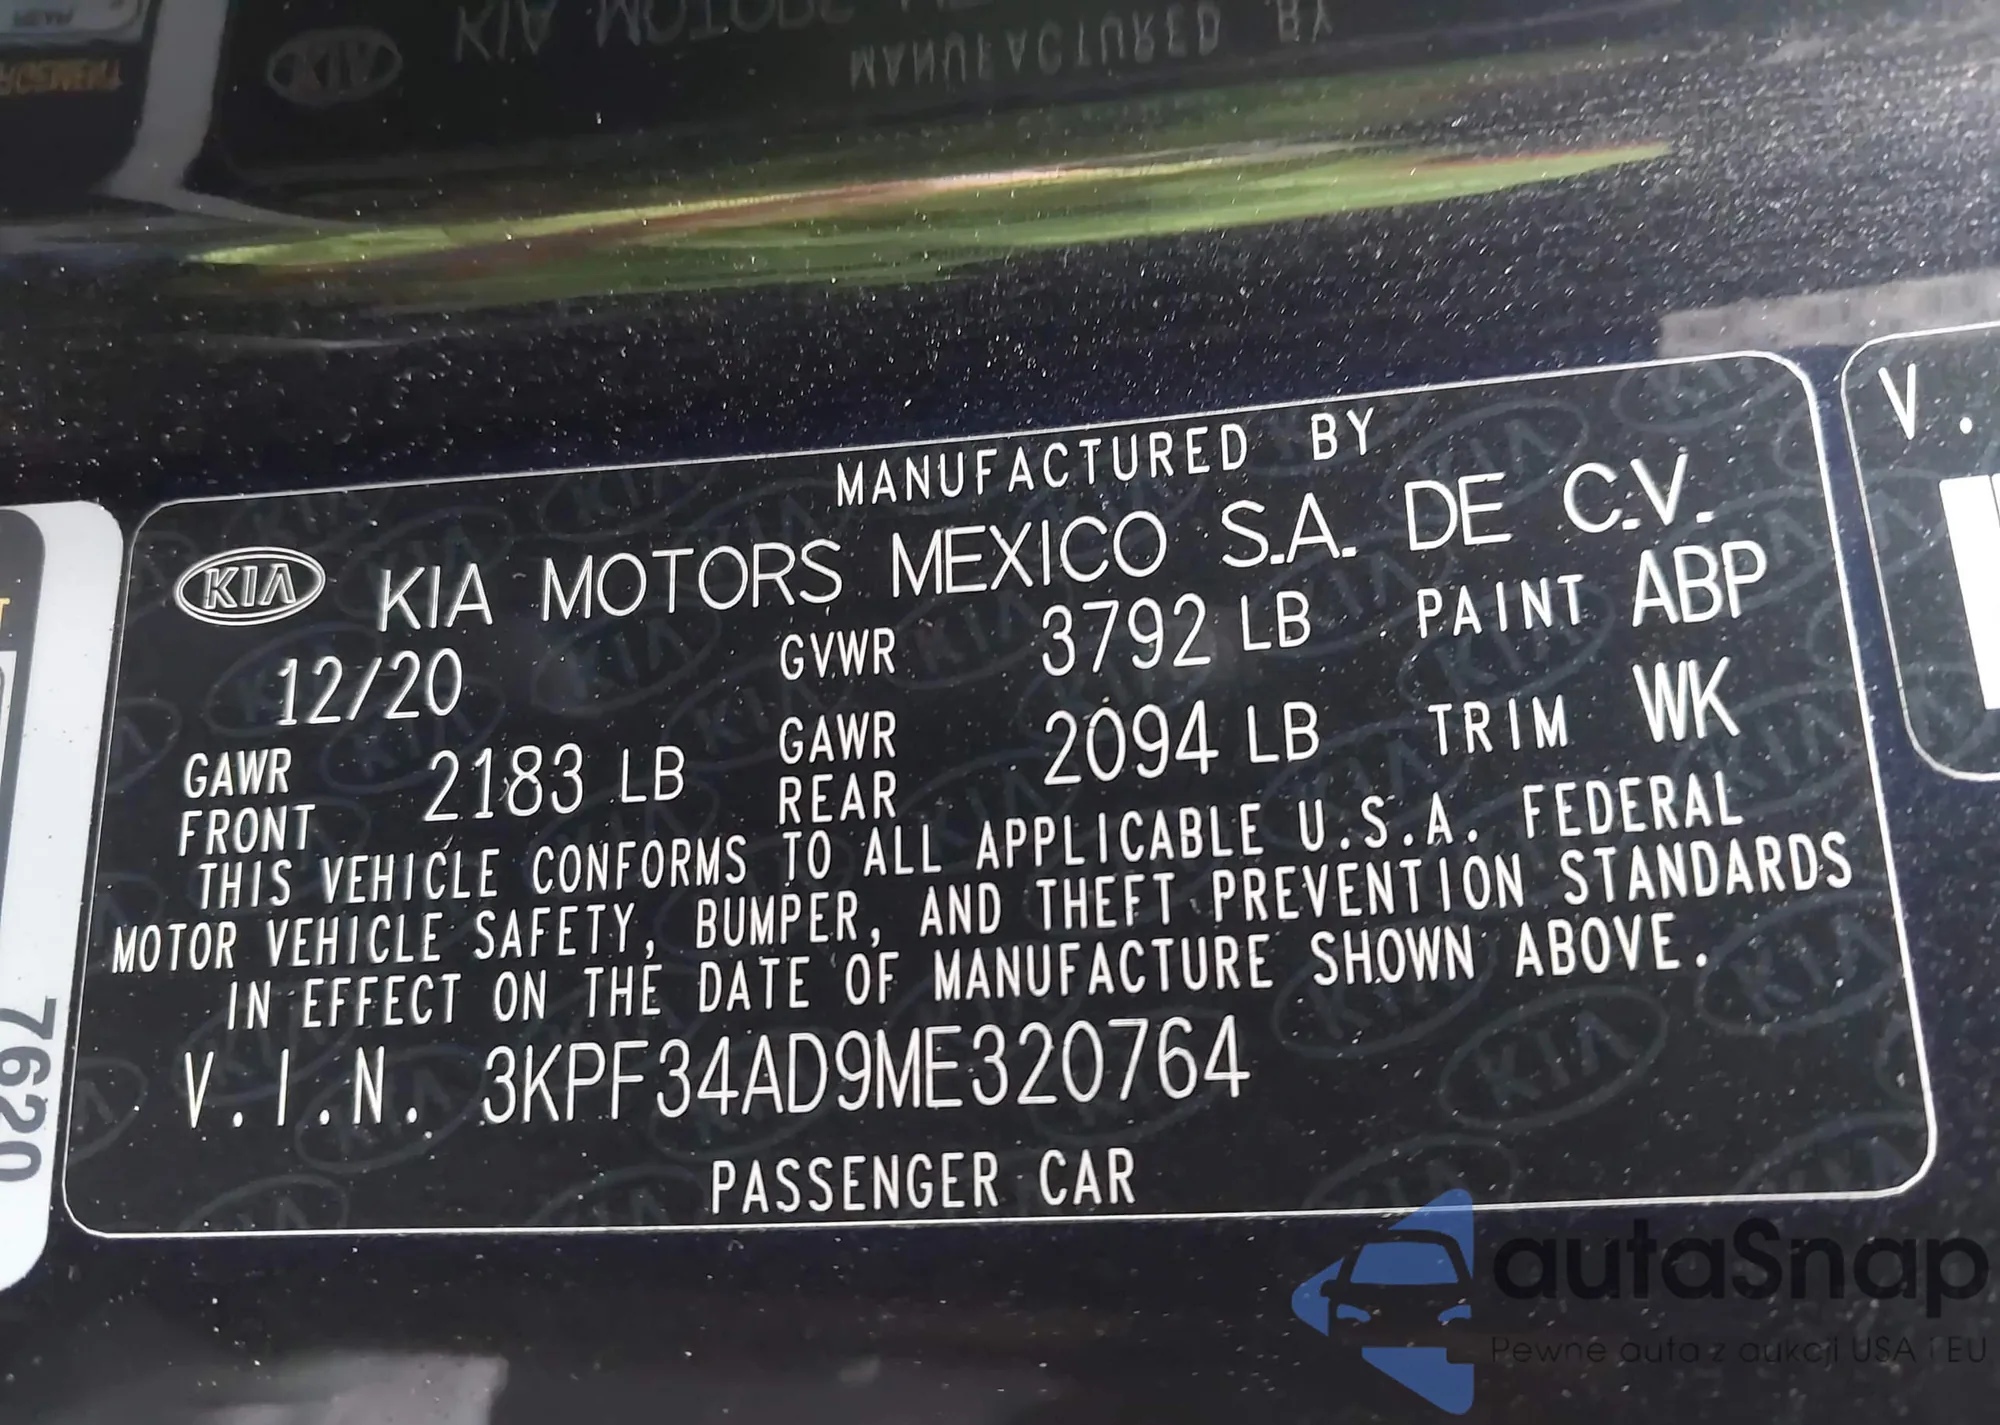 MANUFACTURED BY
KIA KIA MOTORS MEXICO S.A. DE C.V.
12/20 GVWR 3792 LB PAINT ABP
GAWR FRONT 2183 LB GAWR REAR 2094 LB TRIM WK
THIS VEHICLE CONFORMS TO ALL APPLICABLE U.S.A. FEDERAL
MOTOR VEHICLE SAFETY, BUMPER, AND THEFT PREVENTION STANDARDS
IN EFFECT ON THE DATE OF MANUFACTURE SHOWN ABOVE.
V.I.N. 3KPF34AD9ME320764
PASSENGER CAR
7620
V.
autaSnap
Pewne auta z aukcji USA i EU